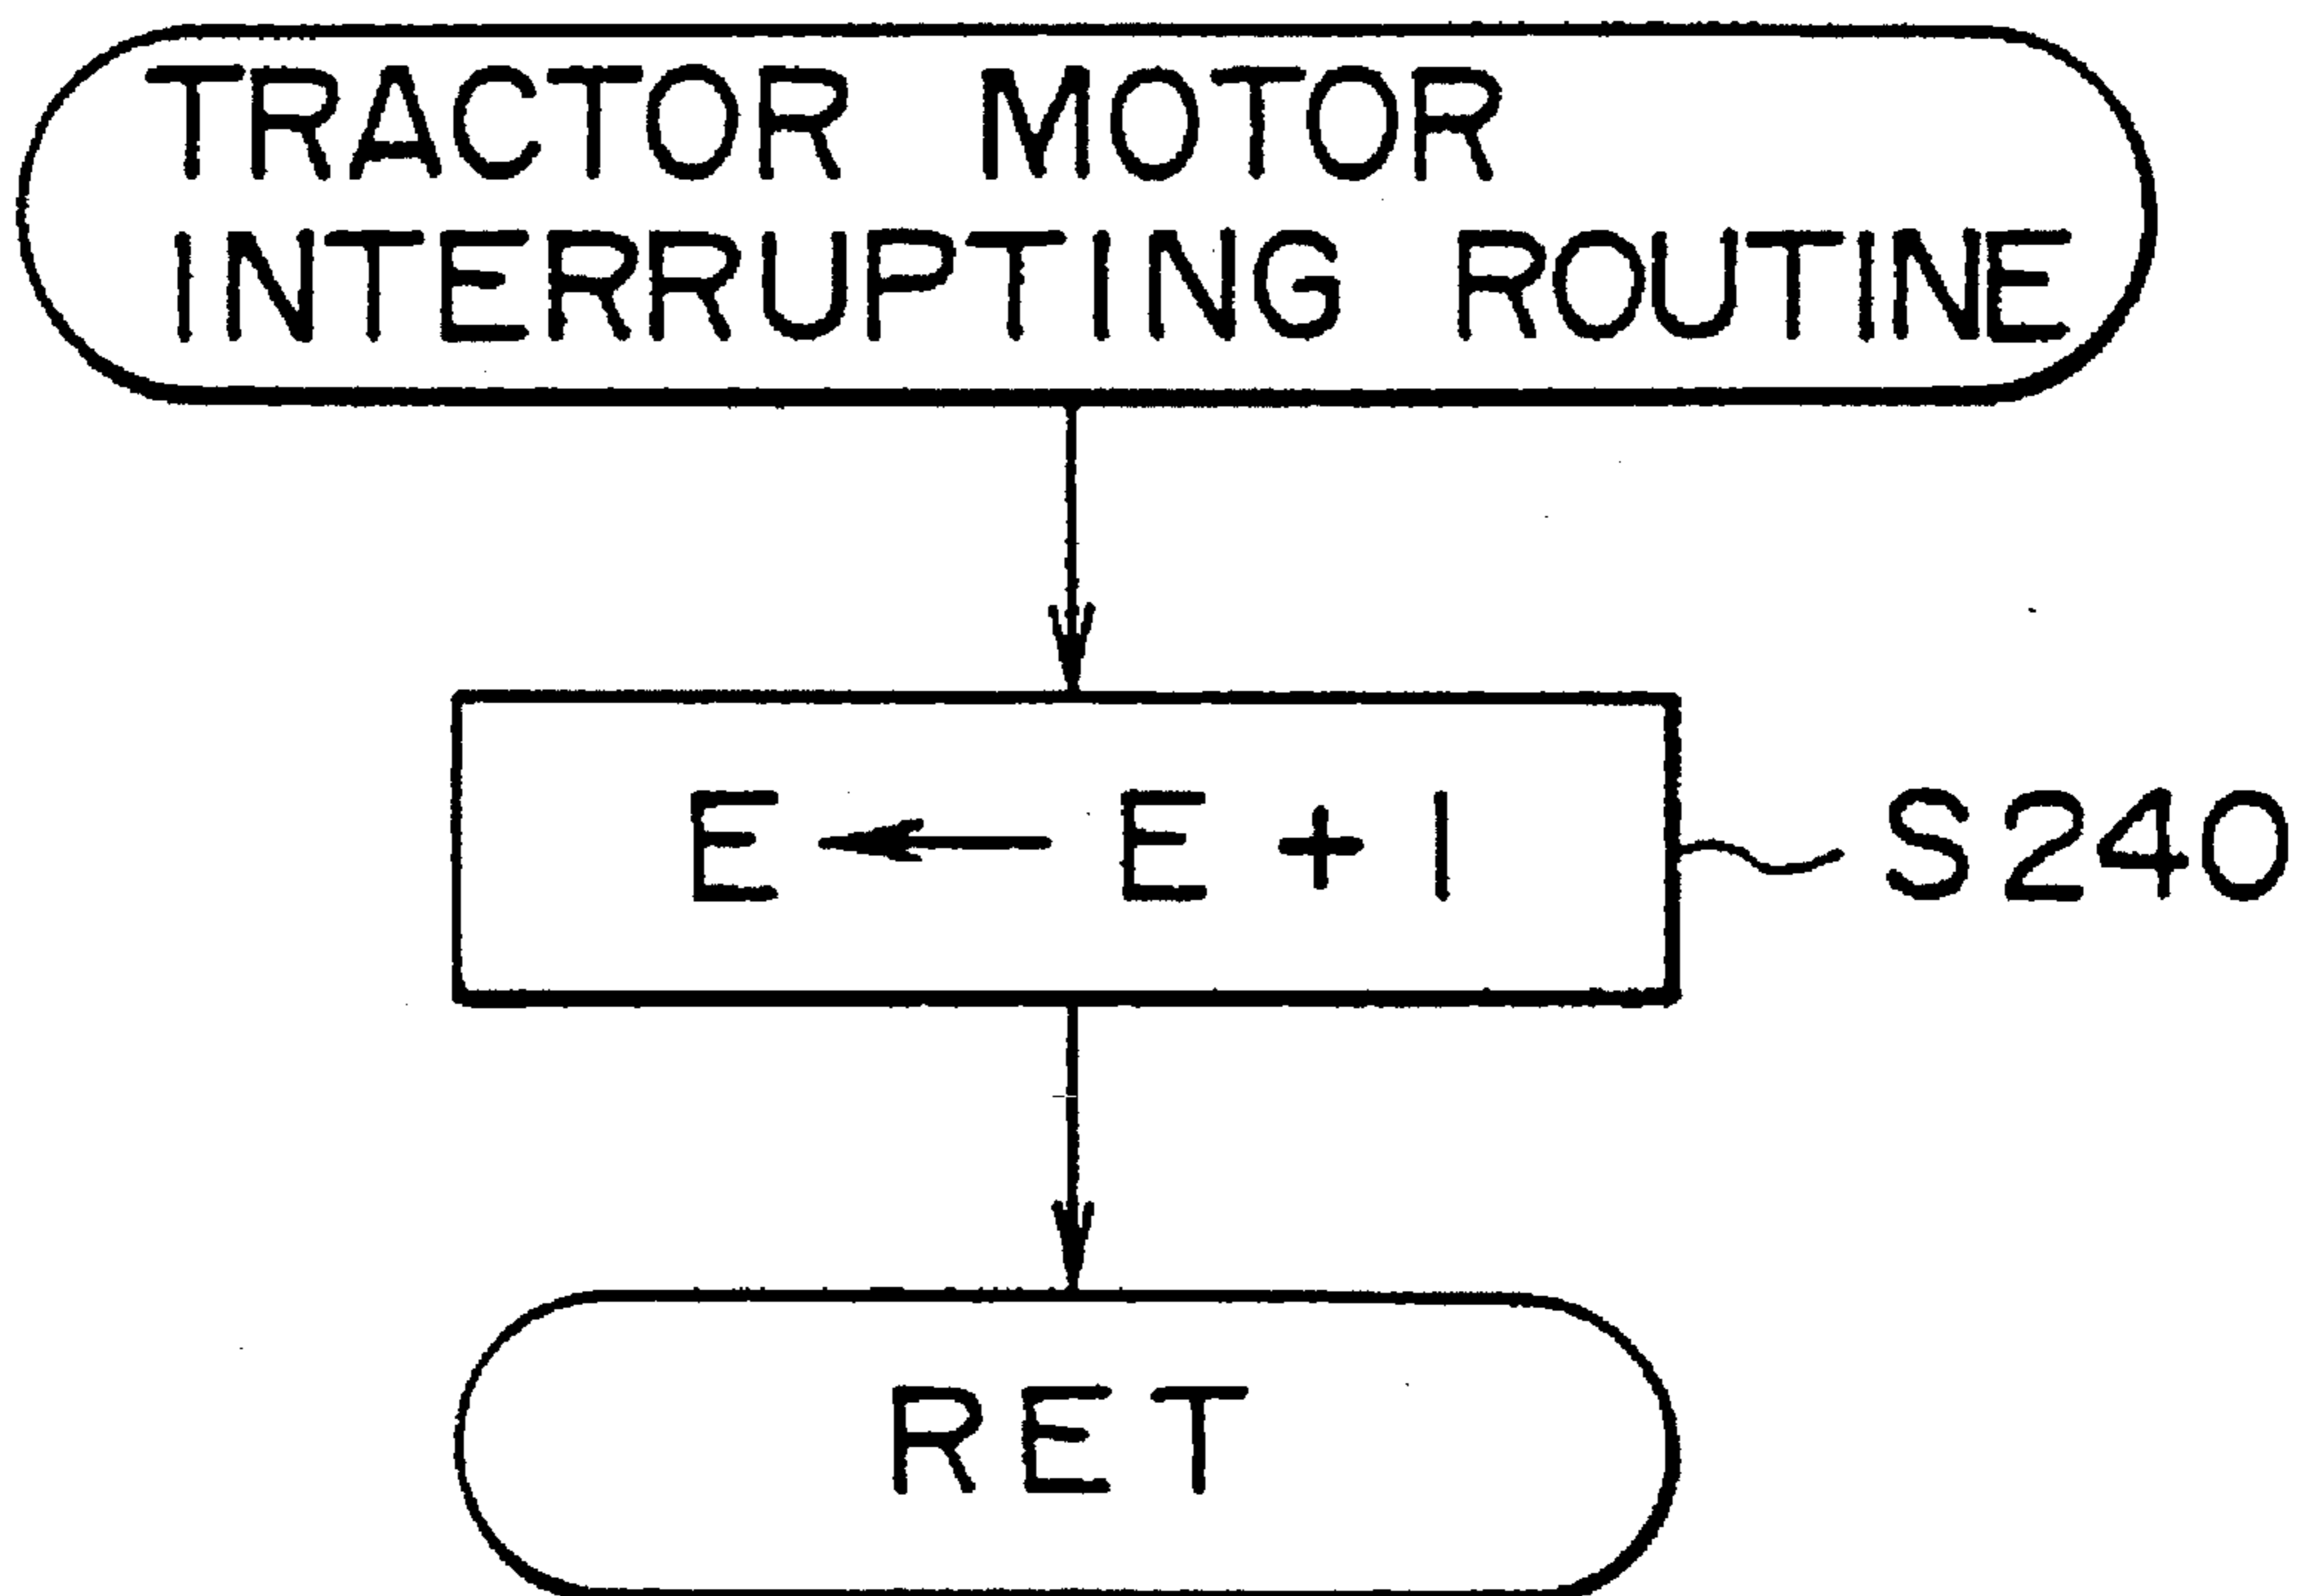 TRACTOR MOTOR
INTERRUPTING ROUTINE
E ← E + 1
S240
RET